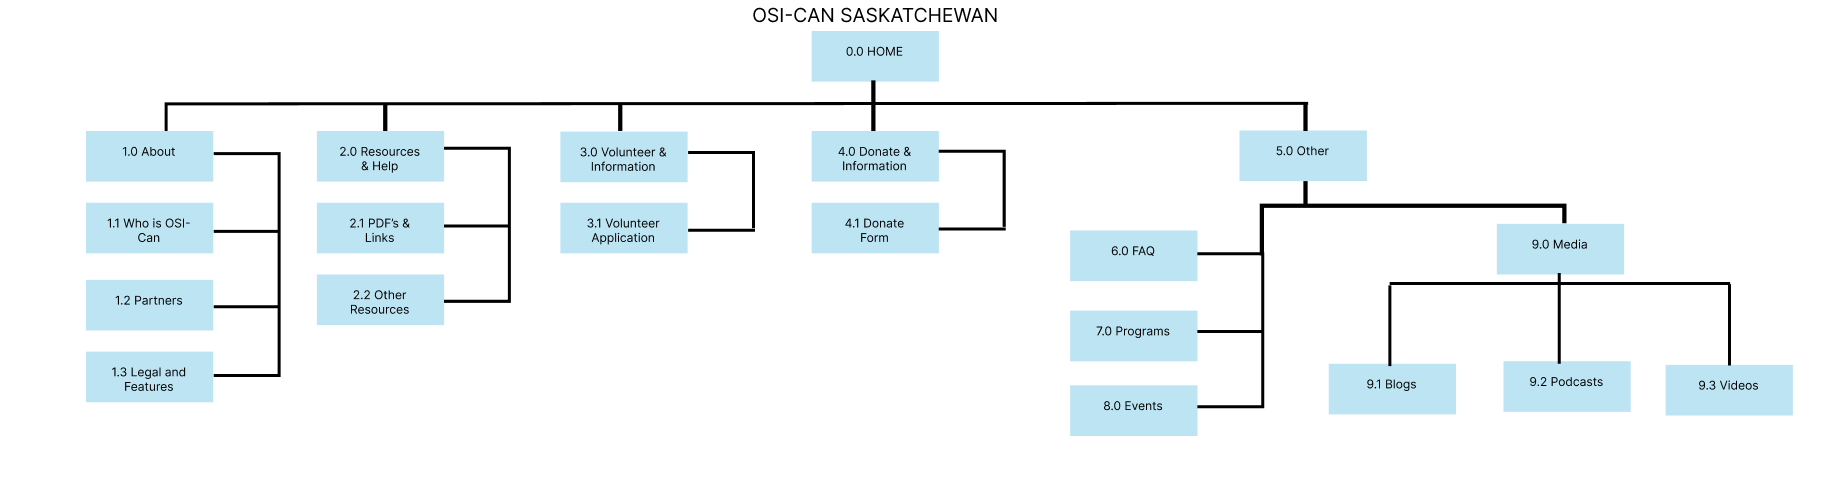 OSI-CAN SASKATCHEWAN
0.0 HOME
1.0 About
2.0 Resources
& Help
3.0 Volunteer &
Information
4.0 Donate &
Information
5.0 Other
1.1 Who is OSI-
Can
2.1 PDF's &
Links
3.1 Volunteer
Application
4.1 Donate
Form
6.0 FAQ
9.0 Media
1.2 Partners
2.2 Other
Resources
7.0 Programs
1.3 Legal and
Features
8.0 Events
9.1 Blogs
9.2 Podcasts
9.3 Videos